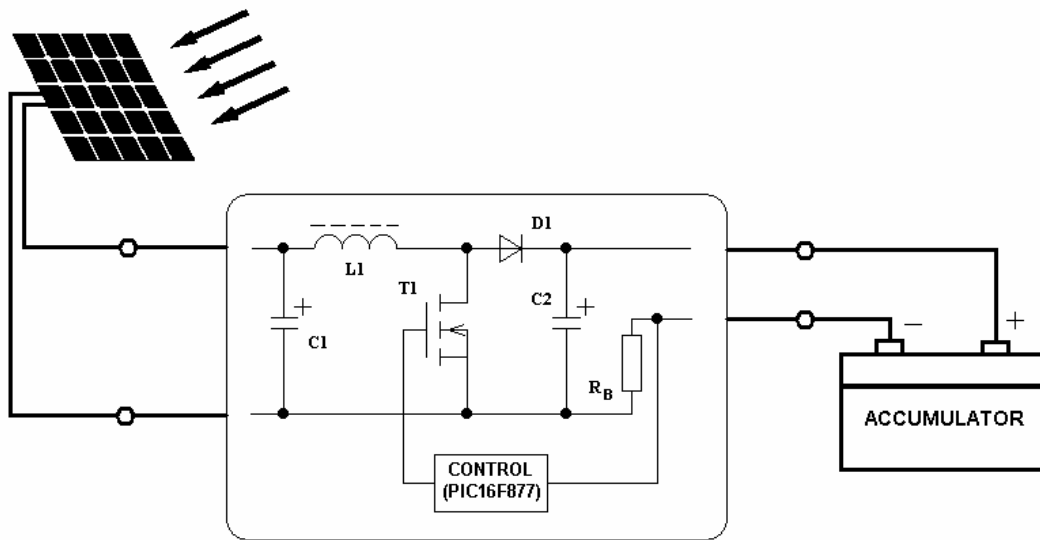 D1
L1
T1
C2
+
+
C1
R_B
−
+
ACCUMULATOR
CONTROL
(PIC16F877)